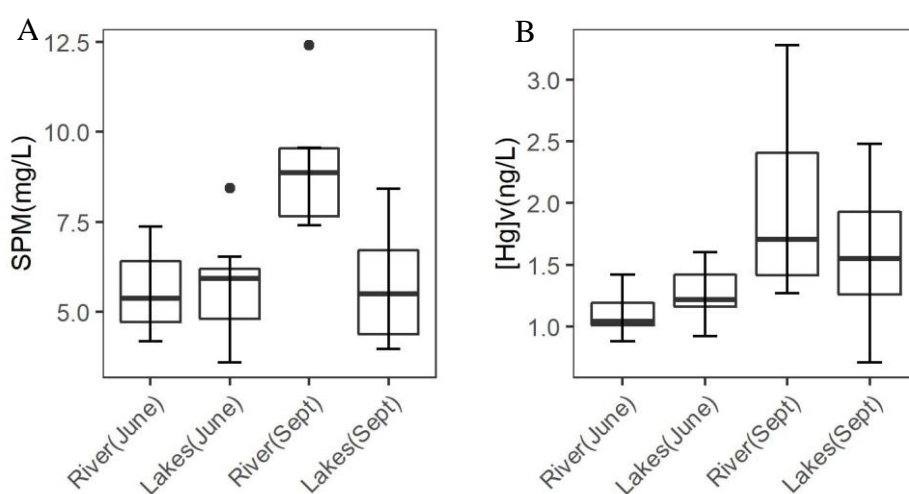 A
SPM(mg/L)
12.5
10.0
7.5
5.0
River(June)
Lakes(June)
River(Sept)
Lakes(Sept)
B
[Hg]v(ng/L)
3.0
2.5
2.0
1.5
1.0
River(June)
Lakes(June)
River(Sept)
Lakes(Sept)